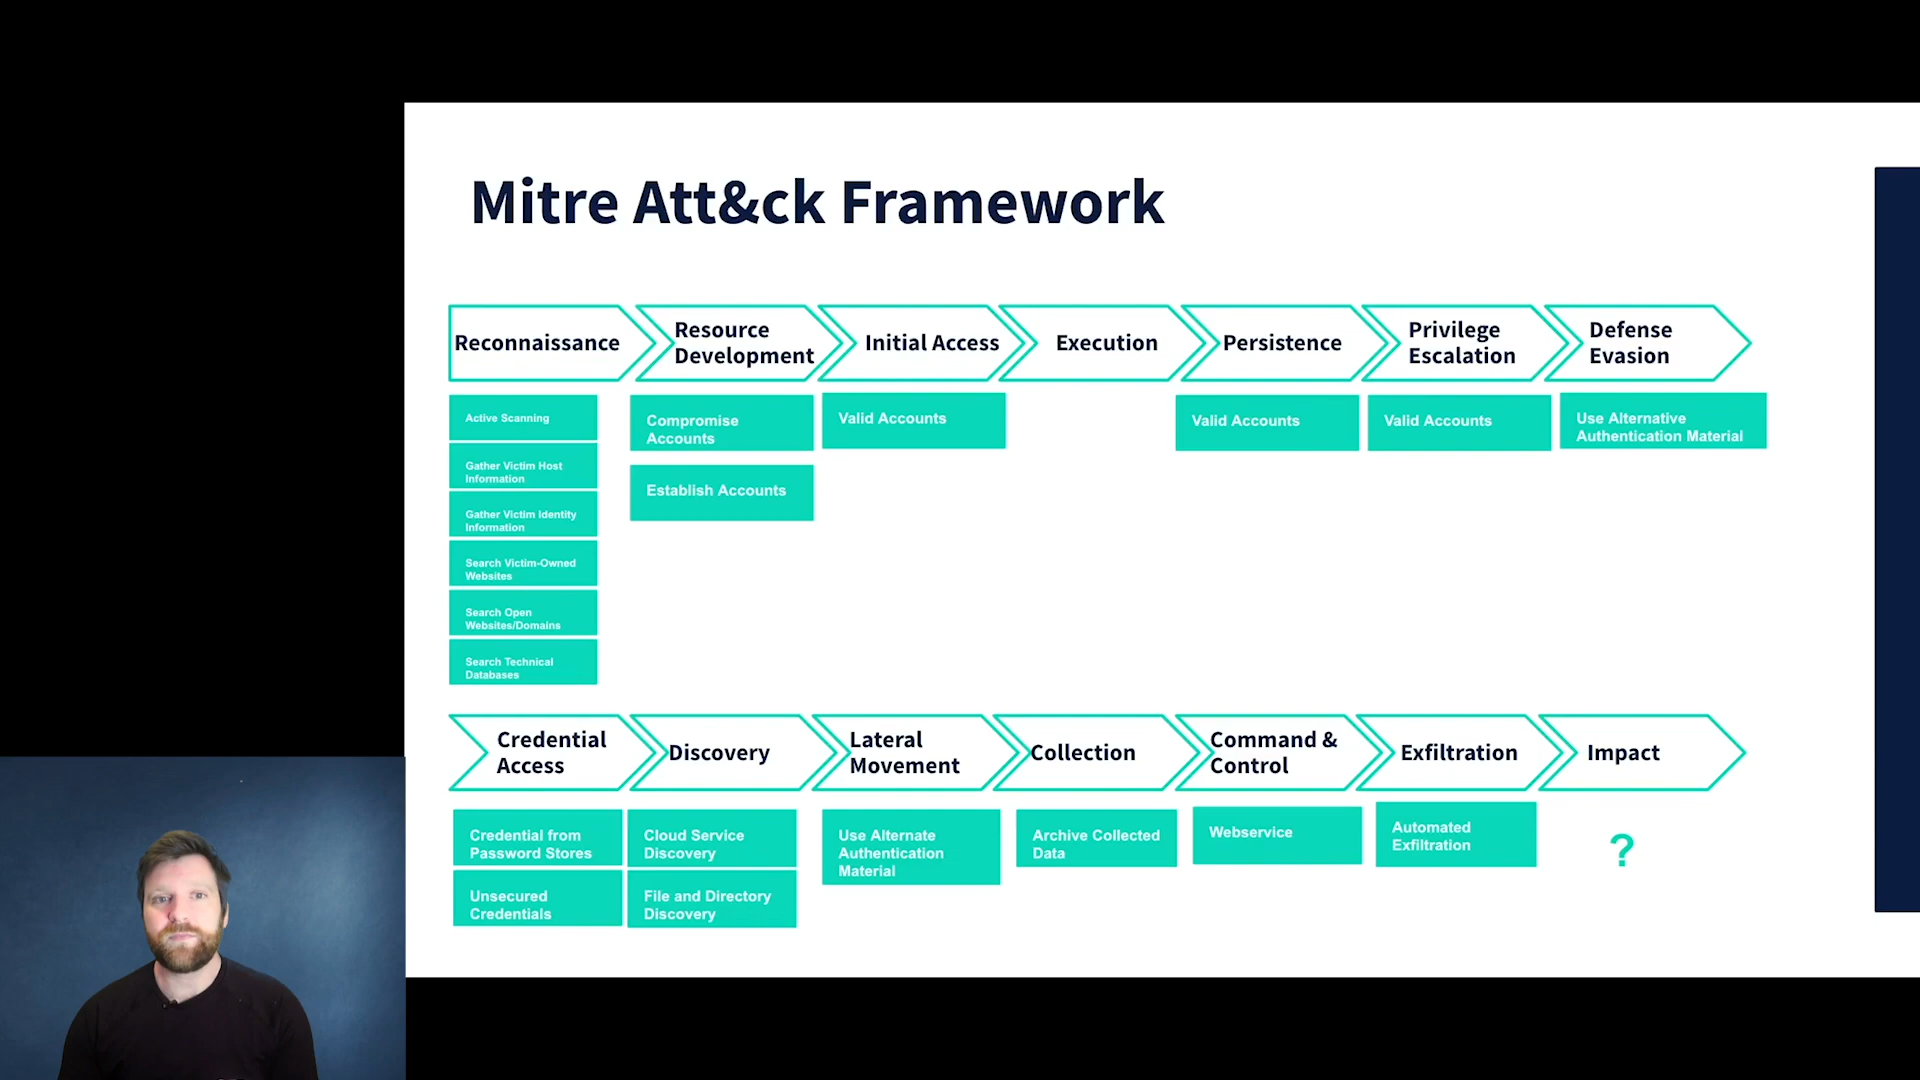 Mitre Att&ck Framework
Reconnaissance
Resource
Development
Initial Access
Execution
Persistence
Privilege
Escalation
Defense
Evasion
Active Scanning
Gather Victim Host
Information
Gather Victim Identity
Information
Search Victim-Owned
Websites
Search Open
Websites/Domains
Search Technical
Databases
Compromise
Accounts
Establish Accounts
Valid Accounts
Valid Accounts
Valid Accounts
Use Alternative
Authentication Material
Credential
Access
Discovery
Lateral
Movement
Collection
Command &
Control
Exfiltration
Impact
Credential from
Password Stores
Unsecured
Credentials
Cloud Service
Discovery
File and Directory
Discovery
Use Alternate
Authentication
Material
Archive Collected
Data
Webservice
Automated
Exfiltration
?